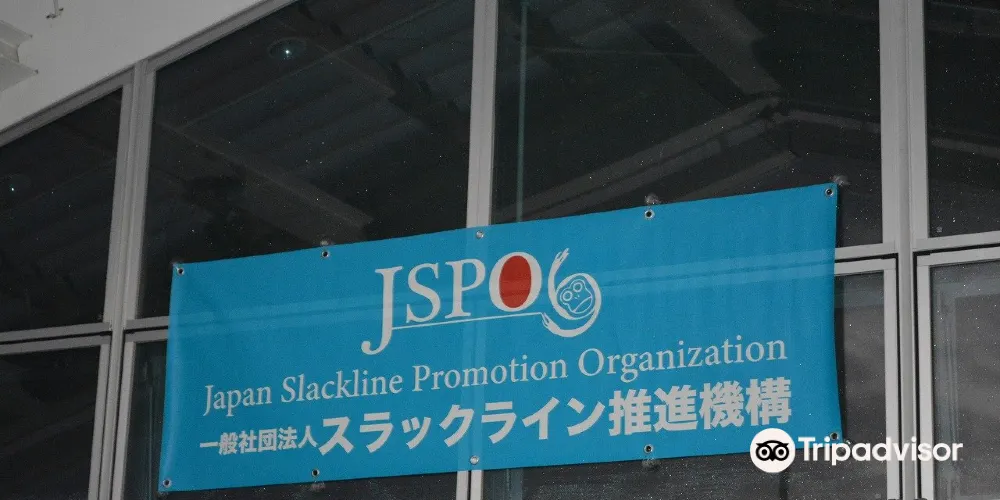 JSPO
Japan Slackline Promotion Organization
一般社団法人スラックライン推進機構
Tripadvisor